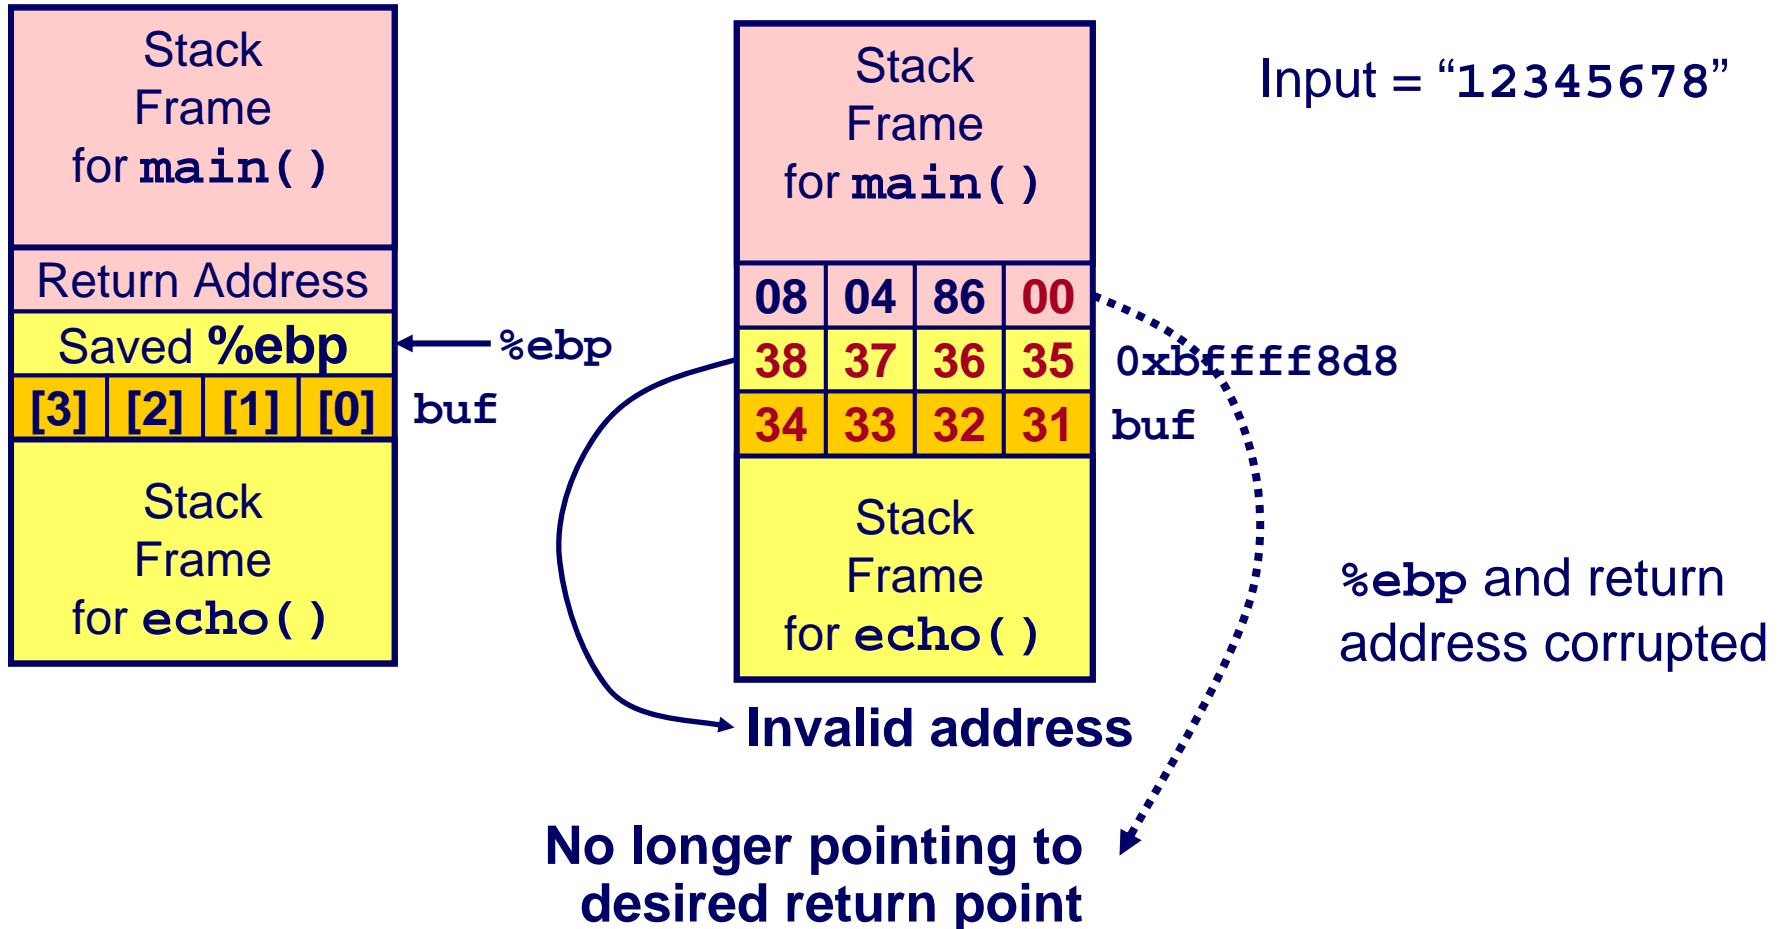 Stack
Frame
for main()
Return Address
Saved %ebp
%ebp
[3] [2] [1] [0]
buf
Stack
Frame
for echo()
Stack
Frame
for main()
08 04 86 00
38 37 36 35
0xbffff8d8
34 33 32 31
buf
Stack
Frame
for echo()
Input = “12345678”
%ebp and return
address corrupted
Invalid address
No longer pointing to
desired return point